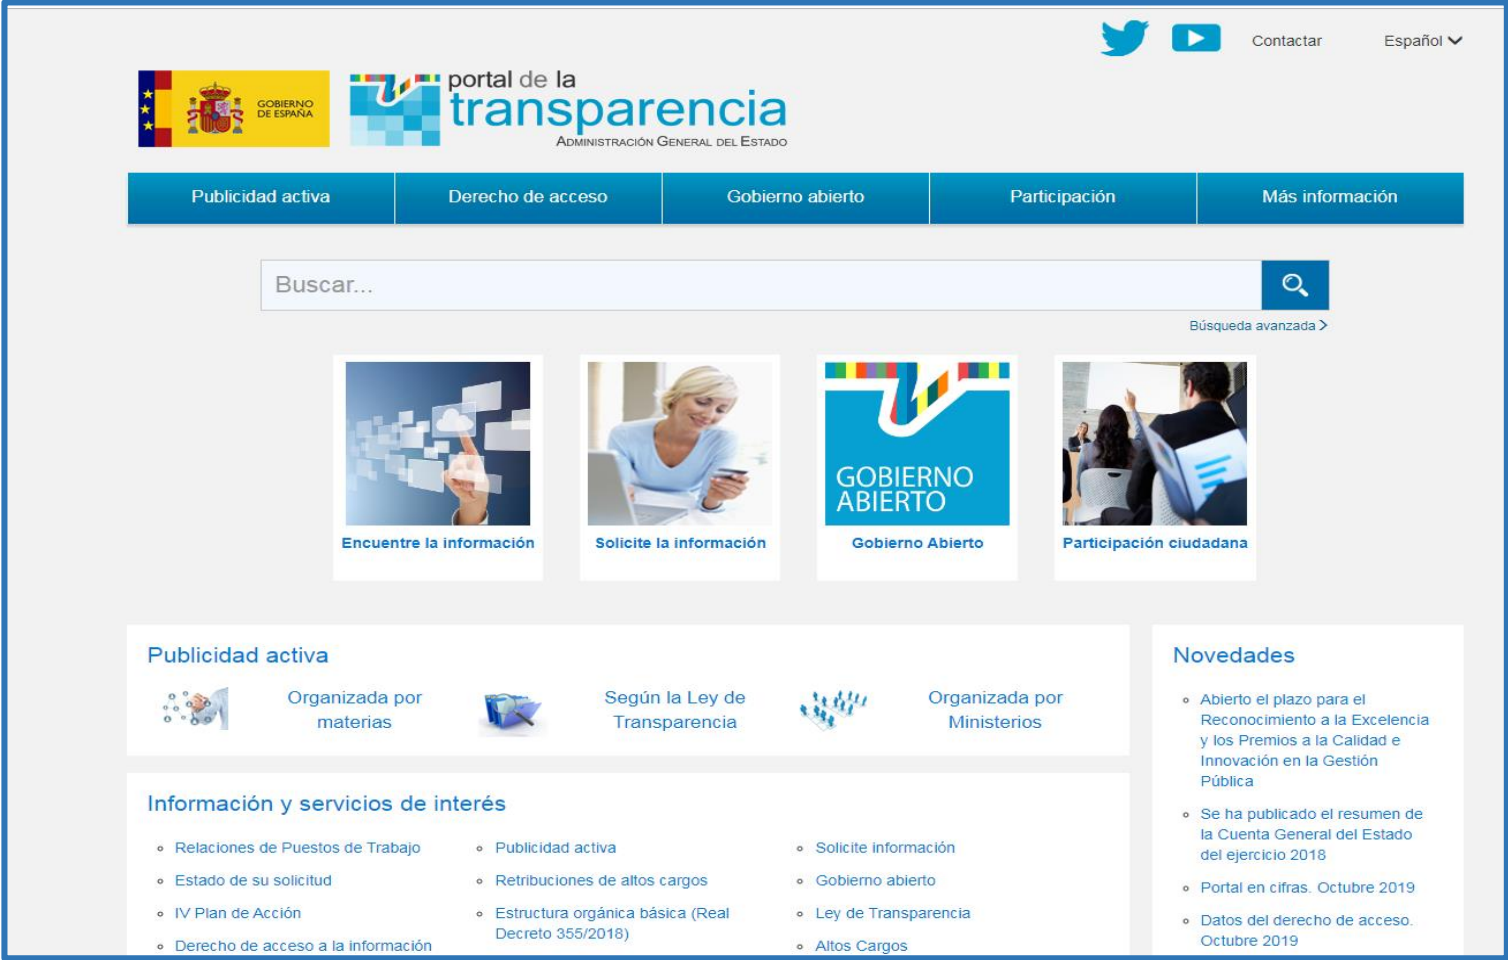 Contactar
Español
GOBIERNO
DE ESPAÑA
portal de la
transparencia
ADMINISTRACIÓN GENERAL DEL ESTADO
Publicidad activa
Derecho de acceso
Gobierno abierto
Participación
Más información
Buscar...
Búsqueda avanzada >
GOBIERNO
ABIERTO
Encuentre la información
Solicite la información
Gobierno Abierto
Participación ciudadana
Publicidad activa
Organizada por
materias
Según la Ley de
Transparencia
Organizada por
Ministerios
Información y servicios de interés
Relaciones de Puestos de Trabajo
Estado de su solicitud
IV Plan de Acción
Derecho de acceso a la información
Publicidad activa
Retribuciones de altos cargos
Estructura orgánica básica (Real
Decreto 355/2018)
Solicite información
Gobierno abierto
Ley de Transparencia
Altos Cargos
Novedades
Abierto el plazo para el
Reconocimiento a la Excelencia
y los Premios a la Calidad e
Innovación en la Gestión
Pública
Se ha publicado el resumen de
la Cuenta General del Estado
del ejercicio 2018
Portal en cifras. Octubre 2019
Datos del derecho de acceso.
Octubre 2019